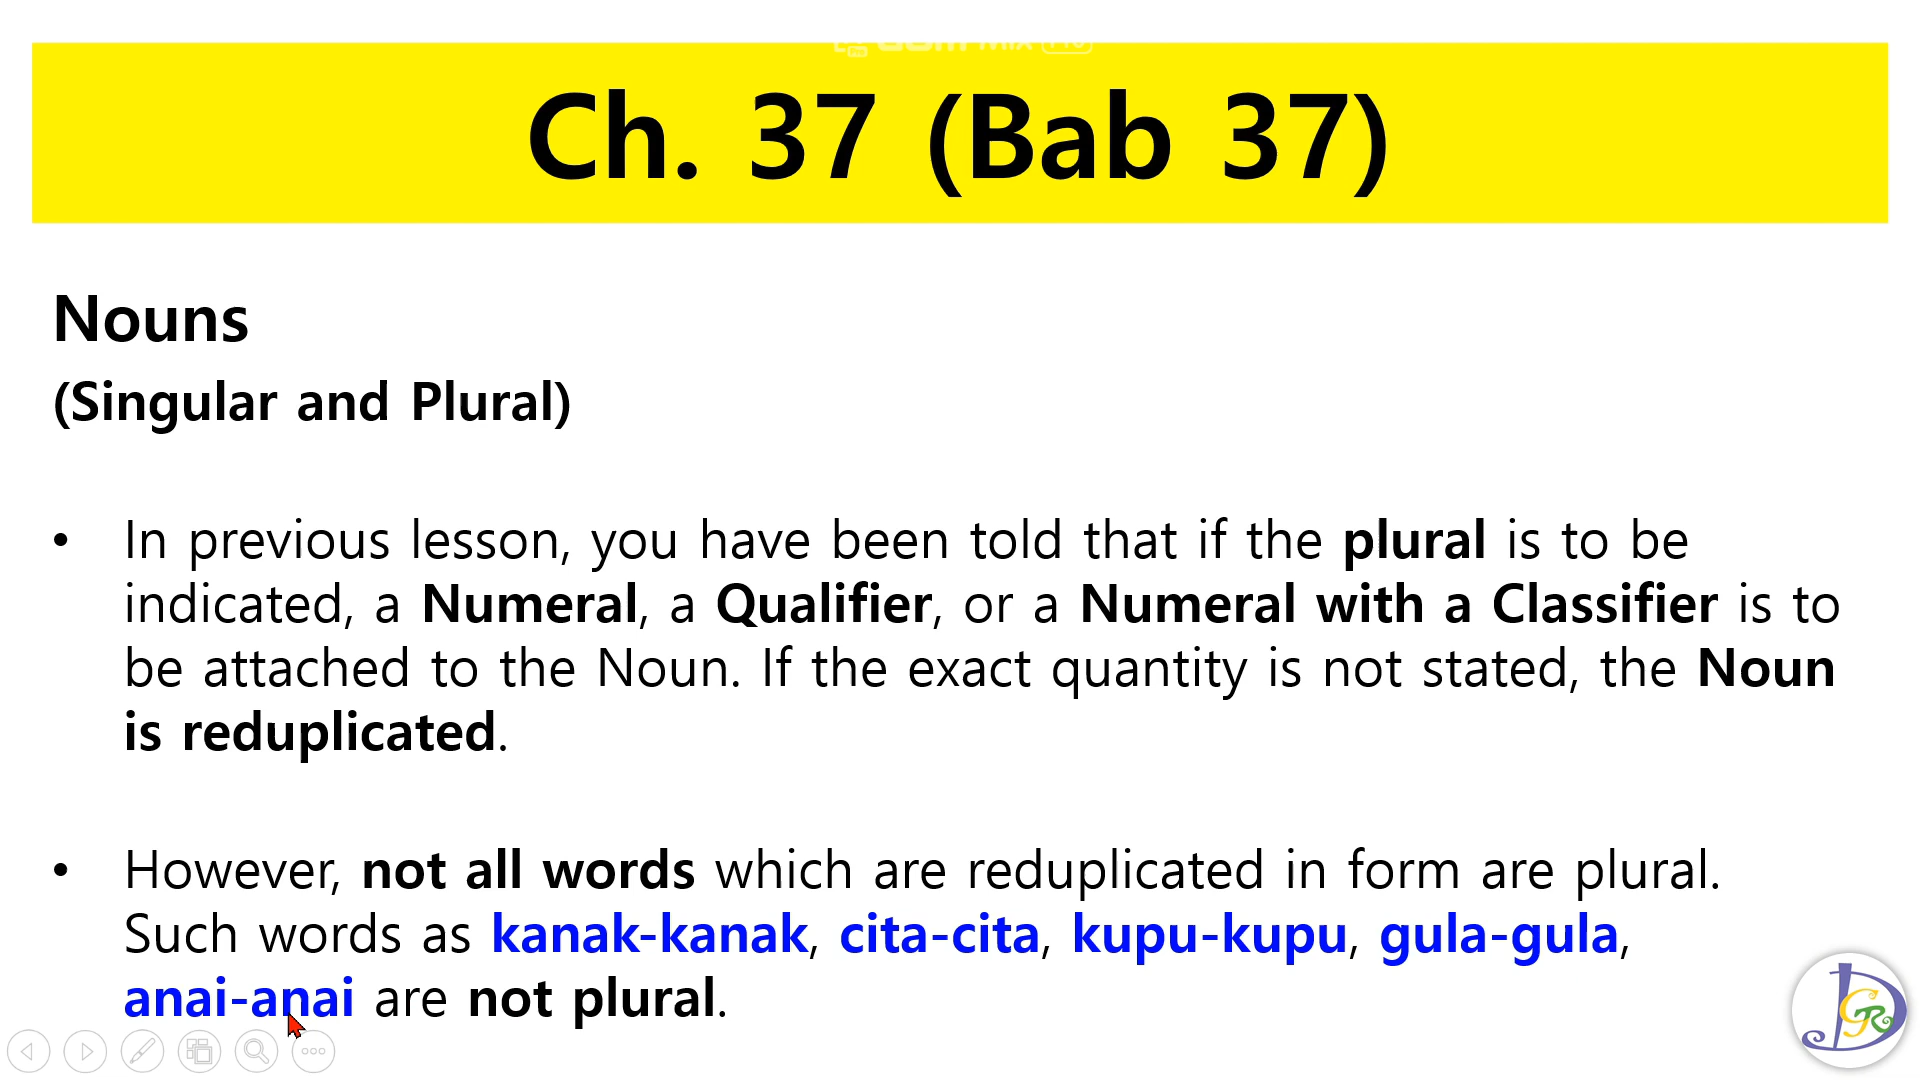 Ch. 37 (Bab 37)
Nouns
(Singular and Plural)
• In previous lesson, you have been told that if the plural is to be
indicated, a Numeral, a Qualifier, or a Numeral with a Classifier is to
be attached to the Noun. If the exact quantity is not stated, the Noun
is reduplicated.
• However, not all words which are reduplicated in form are plural.
Such words as kanak-kanak, cita-cita, kupu-kupu, gula-gula,
anai-anai are not plural.